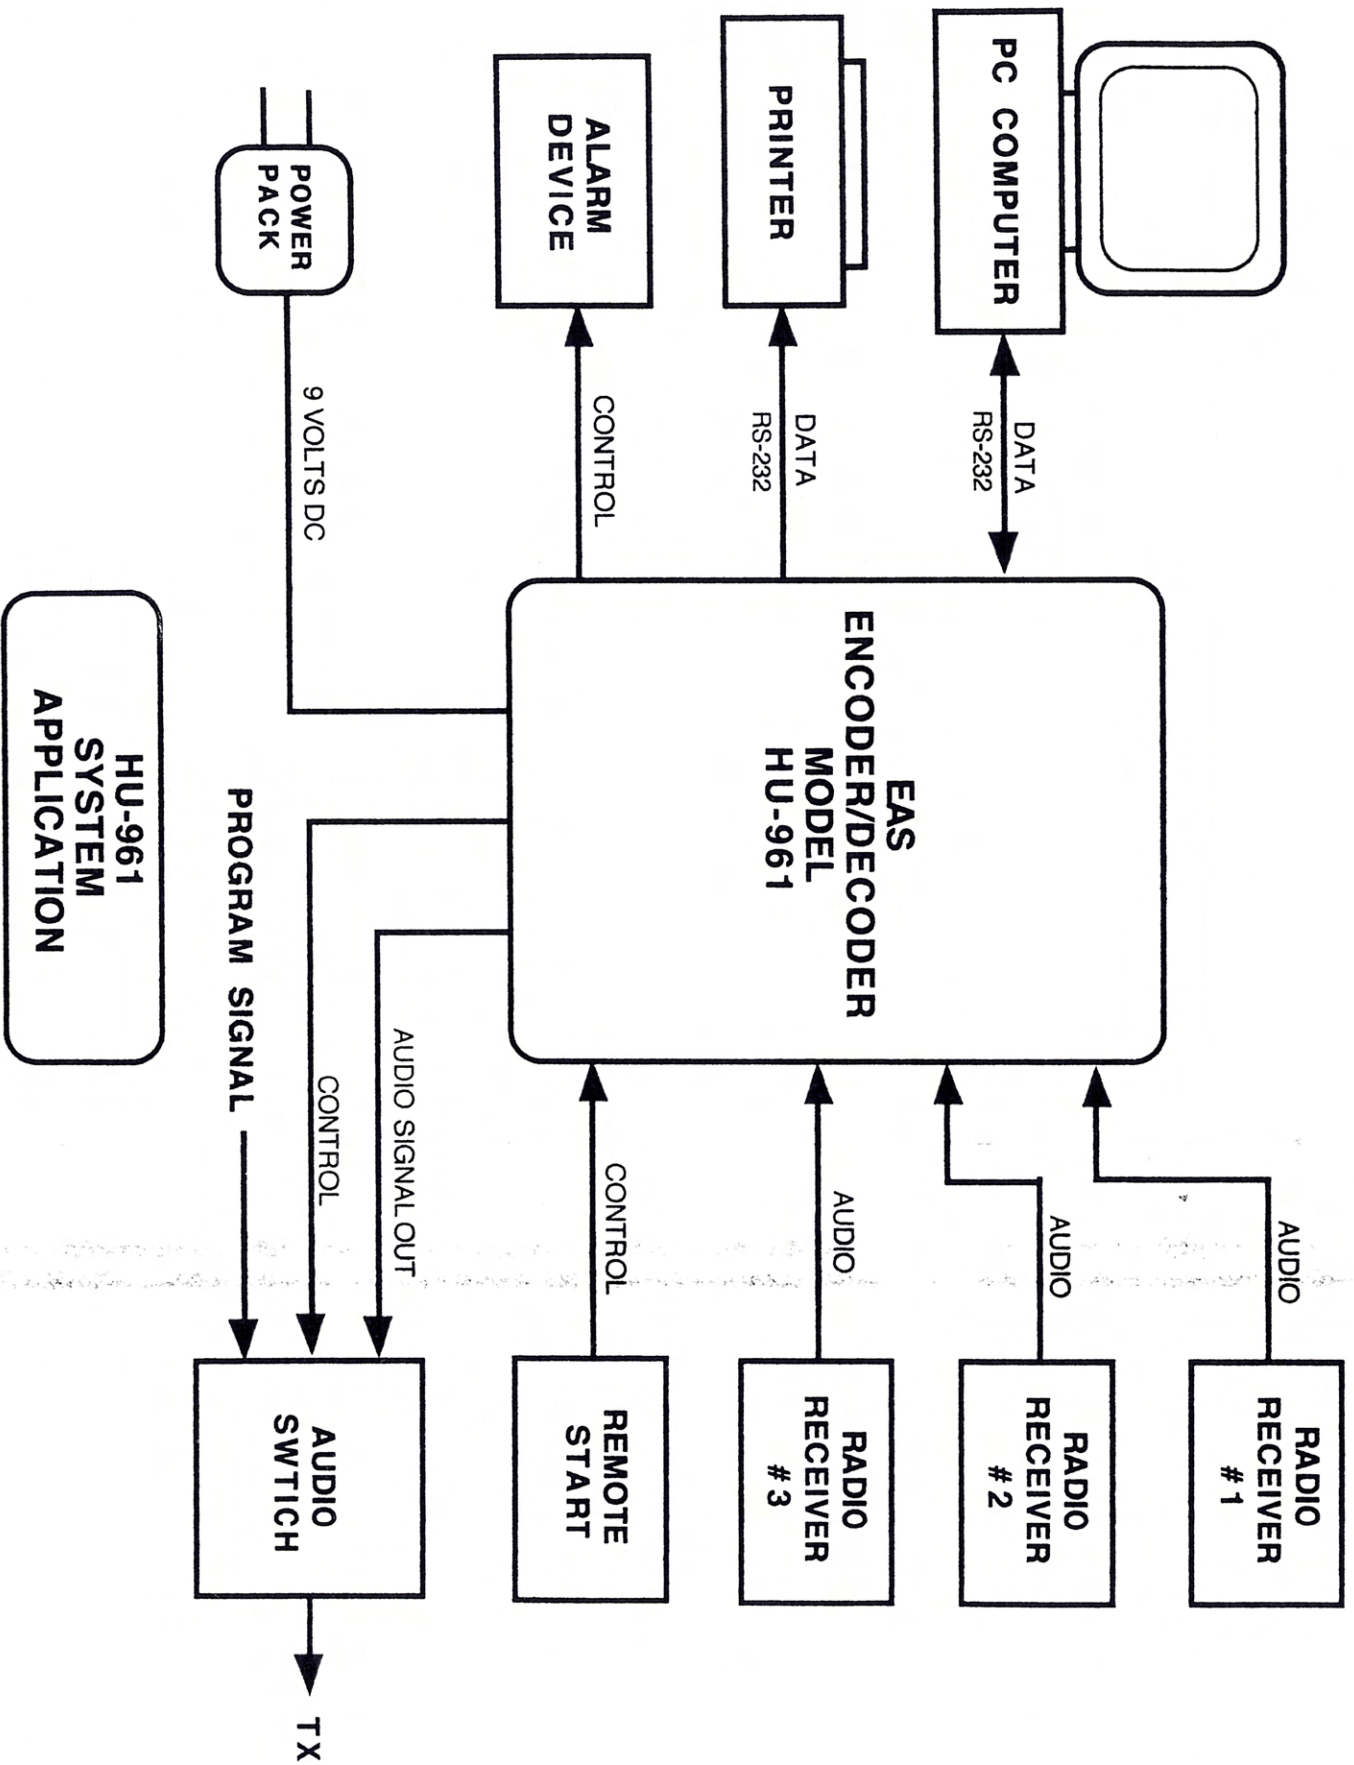 PC COMPUTER
DATA
RS-232
PRINTER
DATA
RS-232
ALARM
DEVICE
CONTROL
POWER
PACK
9 VOLTS DC
EAS
ENCODER/DECODER
MODEL
HU-961
AUDIO
RADIO
RECEIVER
#1
AUDIO
RADIO
RECEIVER
#2
AUDIO
RADIO
RECEIVER
#3
CONTROL
REMOTE
START
AUDIO SIGNAL OUT
CONTROL
PROGRAM SIGNAL
AUDIO
SWTICH
TX
HU-961
SYSTEM
APPLICATION